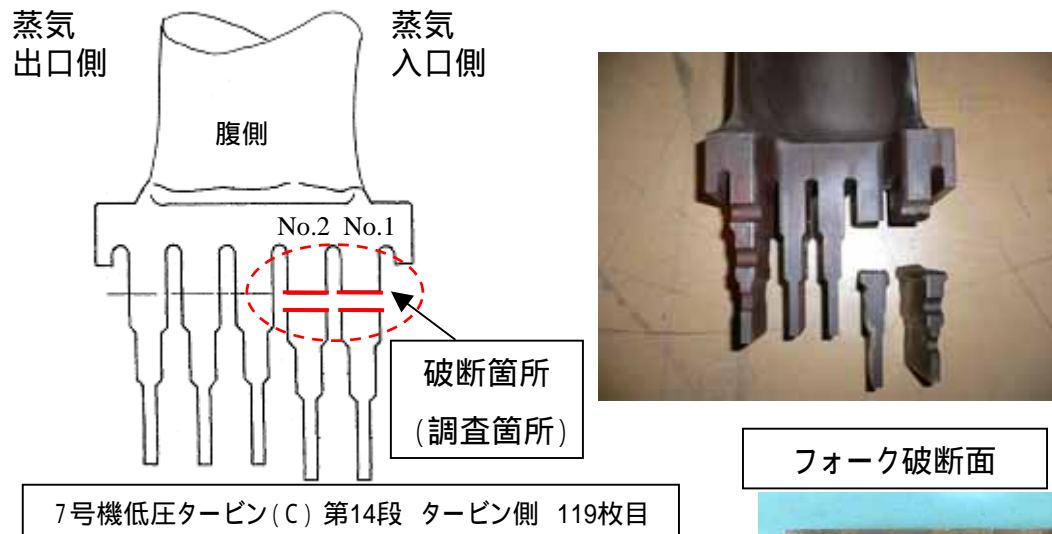 蒸気
出口側
蒸気
入口側
腹側
No.2 No.1
破断箇所
(調査箇所)
フォーク破断面
7号機低圧タービン(C) 第14段 タービン側 119枚目